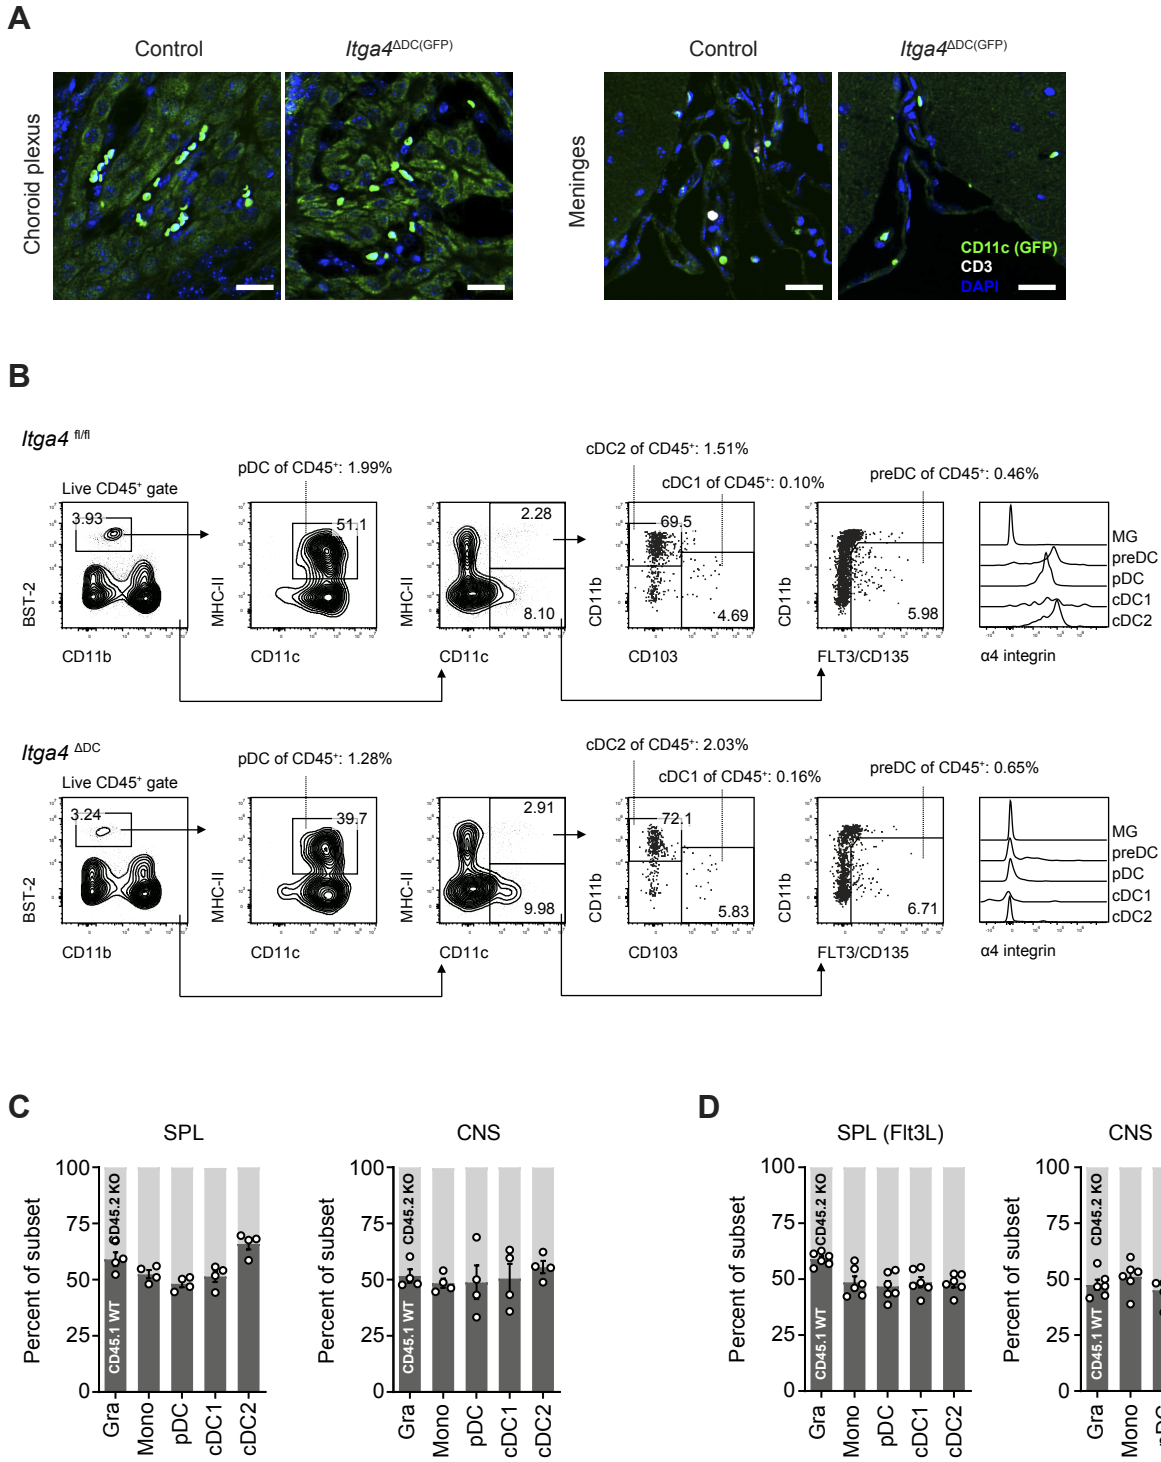 A
Control
Itga4 ΔDC(GFP)
Control
Itga4 ΔDC(GFP)
Choroid plexus
Meninges
CD11c (GFP)
CD3
DAPI
B
Itga4 fl/fl
Live CD45+ gate
pDC of CD45+: 1.99%
cDC2 of CD45+: 1.51%
cDC1 of CD45+: 0.10%
preDC of CD45+: 0.46%
3.93
51.1
2.28
8.10
69.5
4.69
5.98
MG
preDC
pDC
cDC1
cDC2
BST-2
MHC-II
MHC-II
CD11b
CD11b
CD11b
CD11c
CD11c
CD103
FLT3/CD135
α4 integrin
Itga4 ΔDC
Live CD45+ gate
pDC of CD45+: 1.28%
cDC2 of CD45+: 2.03%
cDC1 of CD45+: 0.16%
preDC of CD45+: 0.65%
3.24
39.7
2.91
9.98
72.1
5.83
6.71
MG
preDC
pDC
cDC1
cDC2
BST-2
MHC-II
MHC-II
CD11b
CD11b
CD11b
CD11c
CD11c
CD103
FLT3/CD135
α4 integrin
C
SPL
Percent of subset
100
75
50
25
0
CD45.2 KO
CD45.1 WT
Gra
Mono
pDC
cDC1
cDC2
CNS
Percent of subset
100
75
50
25
0
CD45.2 KO
CD45.1 WT
Gra
Mono
pDC
cDC1
cDC2
D
SPL (Flt3L)
Percent of subset
100
75
50
25
0
CD45.2 KO
CD45.1 WT
Gra
Mono
pDC
cDC1
cDC2
CNS
Percent of subset
100
75
50
25
0
CD45.2 KO
CD45.1 WT
Gra
Mono
pDC